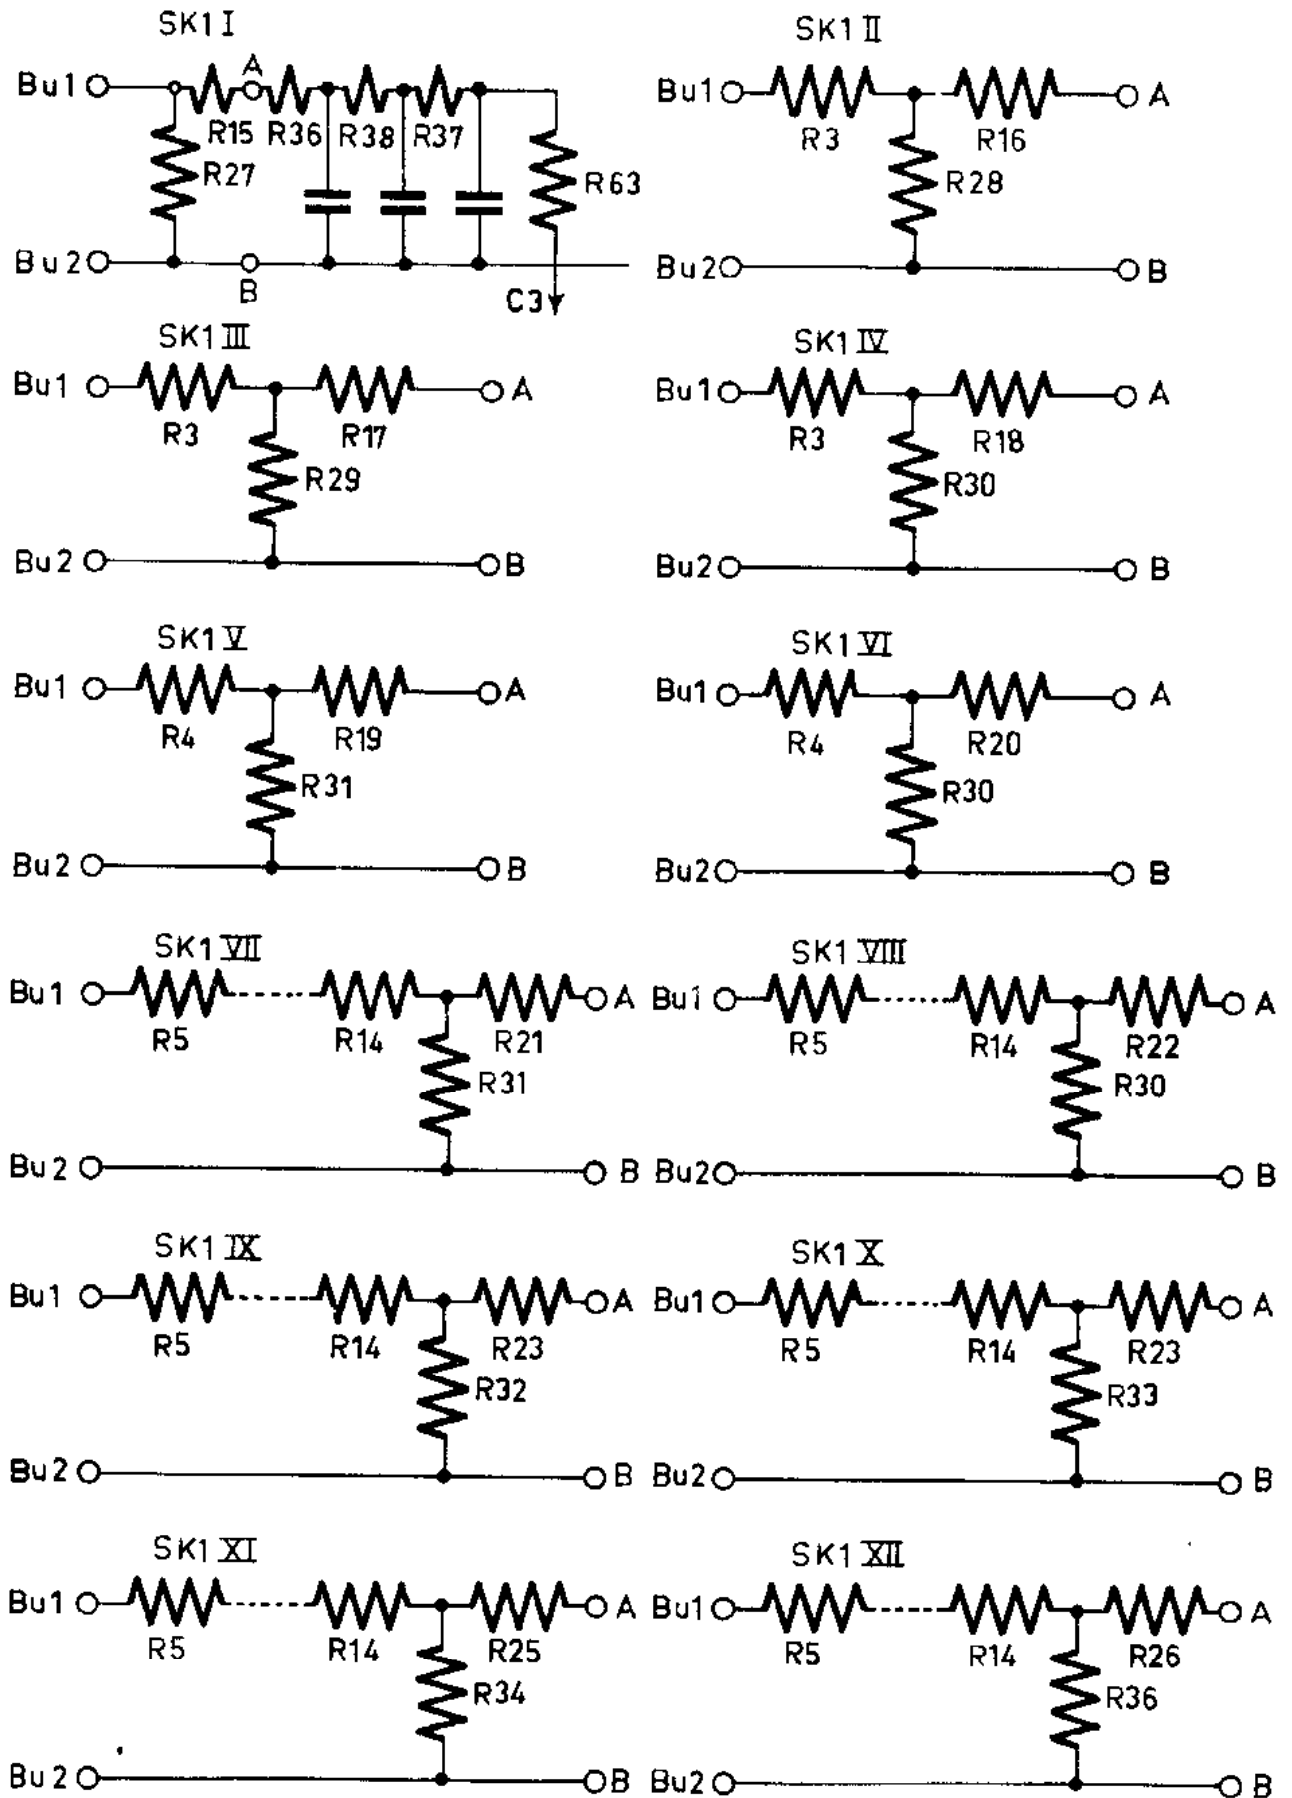 SK1 I
Bu1 A
R15 R36 R38 R37
R27 R63
Bu2 B
C3
SK1 II
Bu1 A
R3 R16
R28
Bu2 B
SK1 III
Bu1 A
R3 R17
R29
Bu2 B
SK1 IV
Bu1 A
R3 R18
R30
Bu2 B
SK1 V
Bu1 A
R4 R19
R31
Bu2 B
SK1 VI
Bu1 A
R4 R20
R30
Bu2 B
SK1 VII
Bu1 A
R5 R14 R21
R31
Bu2 B
SK1 VIII
Bu1 A
R5 R14 R22
R30
Bu2 B
SK1 IX
Bu1 A
R5 R14 R23
R32
Bu2 B
SK1 X
Bu1 A
R5 R14 R23
R33
Bu2 B
SK1 XI
Bu1 A
R5 R14 R25
R34
Bu2 B
SK1 XII
Bu1 A
R5 R14 R26
R36
Bu2 B